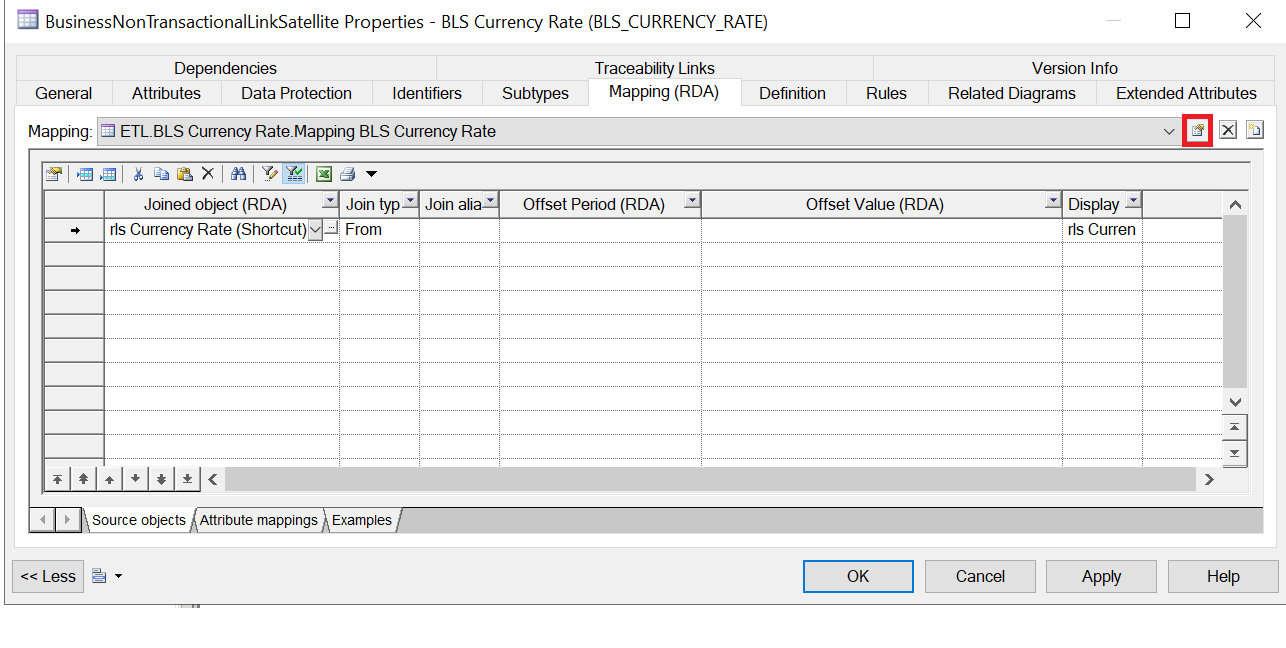 BusinessNonTransactionalLinkSatellite Properties - BLS Currency Rate (BLS_CURRENCY_RATE)
Dependencies Traceability Links Version Info
General Attributes Data Protection Identifiers Subtypes Mapping (RDA) Definition Rules Related Diagrams Extended Attributes
Mapping: ETL.BLS Currency Rate.Mapping BLS Currency Rate
Joined object (RDA) Join typ Join alia Offset Period (RDA) Offset Value (RDA) Display
rls Currency Rate (Shortcut) From rls Curren
Source objects Attribute mappings Examples
<< Less OK Cancel Apply Help